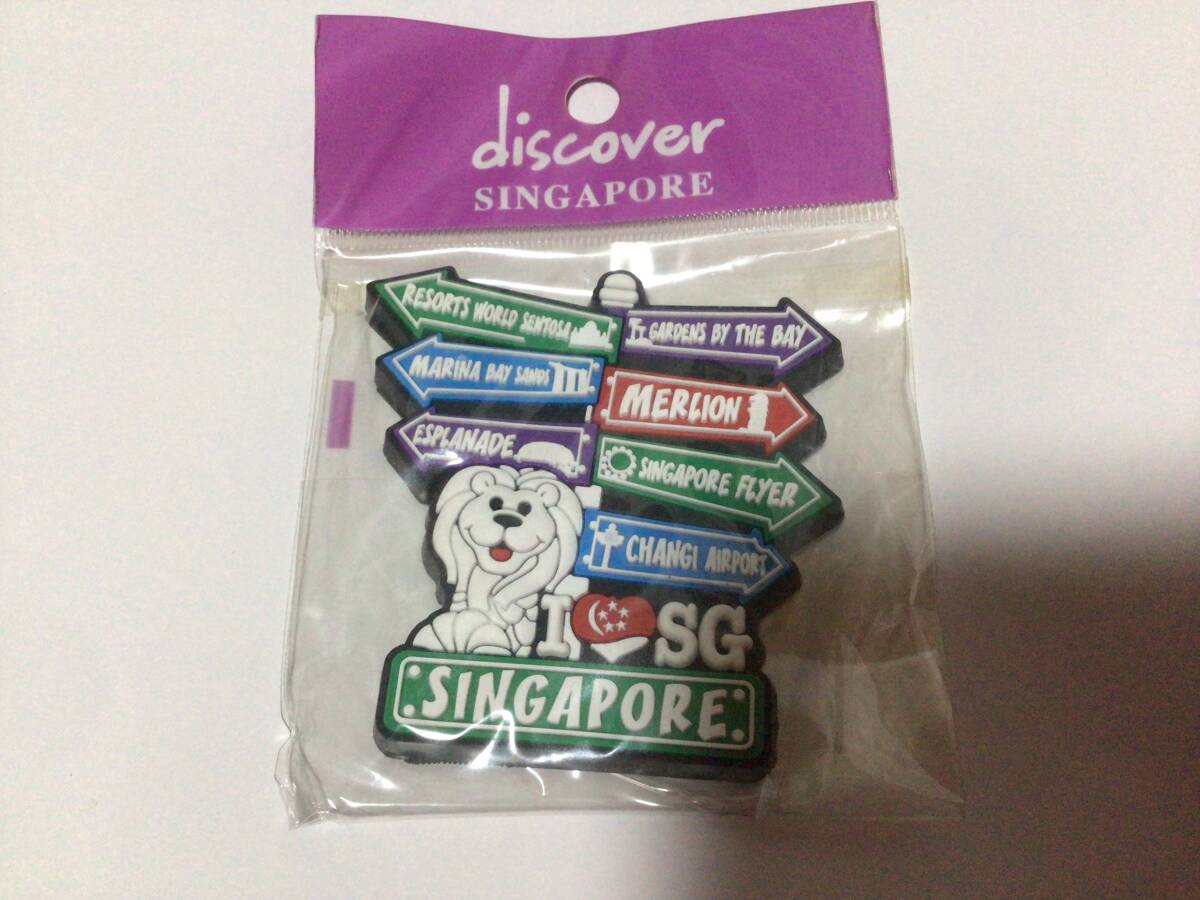 discover
SINGAPORE
RESORTS WORLD SENTOSA
GARDENS BY THE BAY
MARINA BAY SANDS
MERLION
ESPLANADE
SINGAPORE FLYER
CHANGI AIRPORT
I SG
SINGAPORE